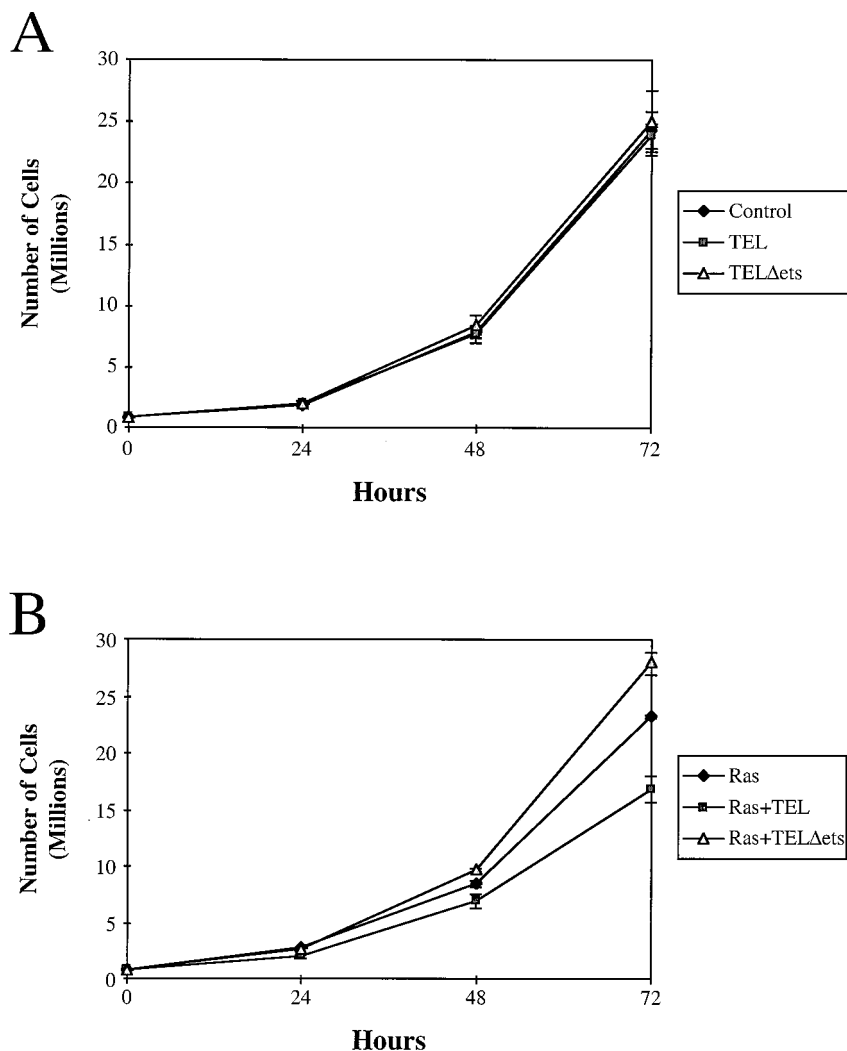 A
30
25
20
15
10
5
0
Number of Cells
(Millions)
0 24 48 72
Hours
Control
TEL
TELΔets
B
30
25
20
15
10
5
0
Number of Cells
(Millions)
0 24 48 72
Hours
Ras
Ras+TEL
Ras+TELΔets